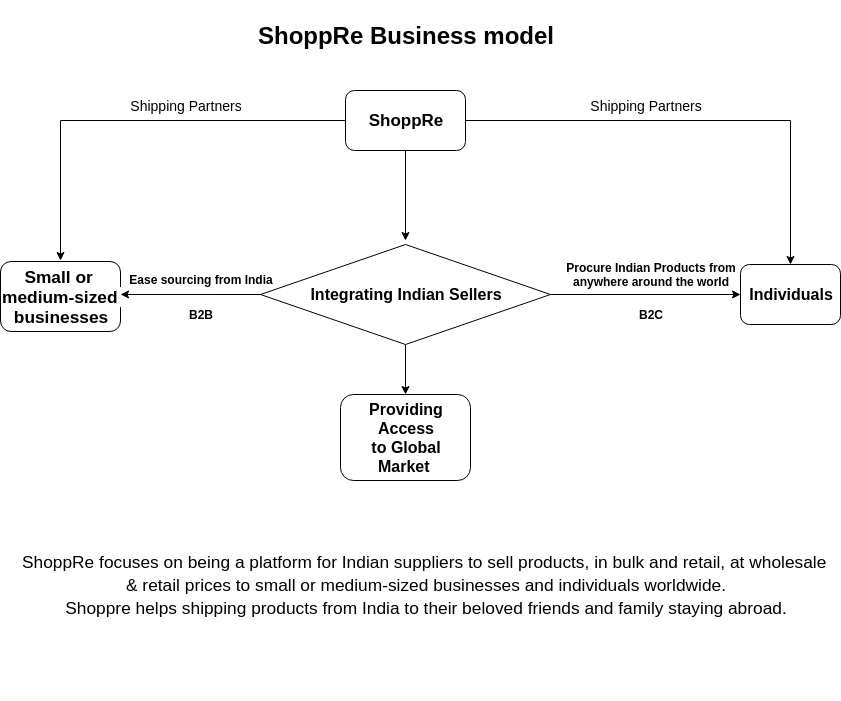 ShoppRe Business model
Shipping Partners
Shipping Partners
ShoppRe
Small or
medium-sized
businesses
Ease sourcing from India
B2B
Integrating Indian Sellers
Procure Indian Products from
anywhere around the world
B2C
Individuals
Providing
Access
to Global
Market
ShoppRe focuses on being a platform for Indian suppliers to sell products, in bulk and retail, at wholesale
& retail prices to small or medium-sized businesses and individuals worldwide.
Shoppre helps shipping products from India to their beloved friends and family staying abroad.